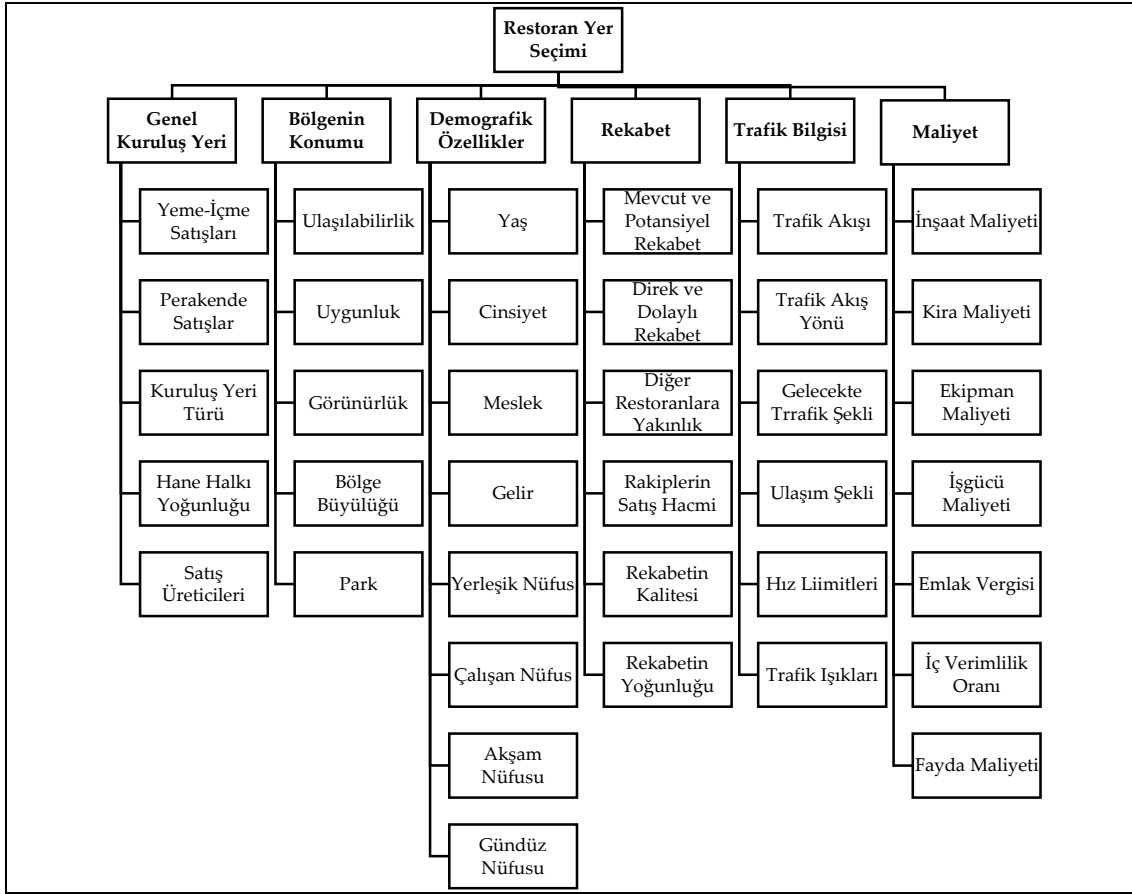 Restoran Yer
Seçimi
Genel
Kuruluş Yeri
Yeme-İçme
Satışları
Perakende
Satışlar
Kuruluş Yeri
Türü
Hane Halkı
Yoğunluğu
Satış
Üreticileri
Bölgenin
Konumu
Ulaşılabilirlik
Uygunluk
Görünürlük
Bölge
Büyülüğü
Park
Demografik
Özellikler
Yaş
Cinsiyet
Meslek
Gelir
Yerleşik Nüfus
Çalışan Nüfus
Akşam
Nüfusu
Gündüz
Nüfusu
Rekabet
Mevcut ve
Potansiyel
Rekabet
Direk ve
Dolaylı
Rekabet
Diğer
Restoranlara
Yakınlık
Rakiplerin
Satış Hacmi
Rekabetin
Kalitesi
Rekabetin
Yoğunluğu
Trafik Bilgisi
Trafik Akışı
Trafik Akış
Yönü
Gelecekte
Trrafik Şekli
Ulaşım Şekli
Hız Liimitleri
Trafik Işıkları
Maliyet
İnşaat Maliyeti
Kira Maliyeti
Ekipman
Maliyeti
İşgücü
Maliyeti
Emlak Vergisi
İç Verimlilik
Oranı
Fayda Maliyeti